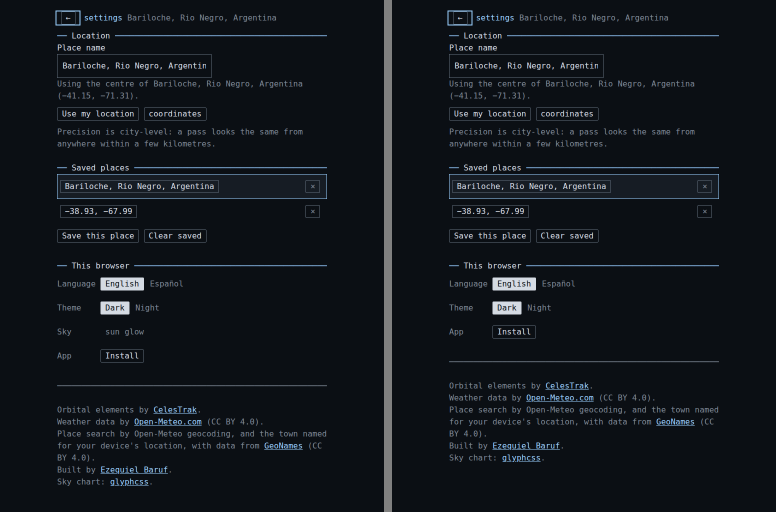 ← settings Bariloche, Rio Negro, Argentina
Location
Place name
Bariloche, Rio Negro, Argentin
Using the centre of Bariloche, Rio Negro, Argentina
(−41.15, −71.31).
Use my location coordinates
Precision is city-level: a pass looks the same from
anywhere within a few kilometres.
Saved places
Bariloche, Rio Negro, Argentina ×
−38.93, −67.99 ×
Save this place Clear saved
This browser
Language English Español
Theme Dark Night
Sky sun glow
App Install
Orbital elements by CelesTrak.
Weather data by Open-Meteo.com (CC BY 4.0).
Place search by Open-Meteo geocoding, and the town named
for your device's location, with data from GeoNames (CC
BY 4.0).
Built by Ezequiel Baruf.
Sky chart: glyphcss.
← settings Bariloche, Rio Negro, Argentina
Location
Place name
Bariloche, Rio Negro, Argentin
Using the centre of Bariloche, Rio Negro, Argentina
(−41.15, −71.31).
Use my location coordinates
Precision is city-level: a pass looks the same from
anywhere within a few kilometres.
Saved places
Bariloche, Rio Negro, Argentina ×
−38.93, −67.99 ×
Save this place Clear saved
This browser
Language English Español
Theme Dark Night
App Install
Orbital elements by CelesTrak.
Weather data by Open-Meteo.com (CC BY 4.0).
Place search by Open-Meteo geocoding, and the town named
for your device's location, with data from GeoNames (CC
BY 4.0).
Built by Ezequiel Baruf.
Sky chart: glyphcss.